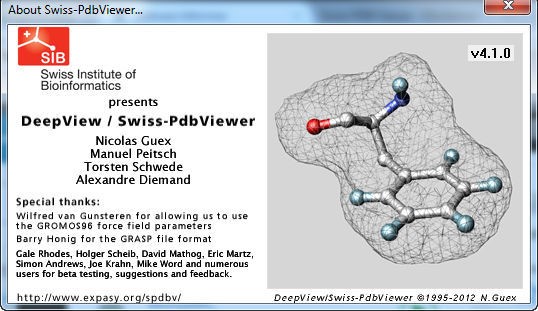 About Swiss-PdbViewer...
SIB
Swiss Institute of
Bioinformatics
presents
DeepView / Swiss-PdbViewer
Nicolas Guex
Manuel Peitsch
Torsten Schwede
Alexandre Diemand
Special thanks:
Wilfred van Gunsteren for allowing us to use
the GROMOS96 force field parameters
Barry Honig for the GRASP file format
Gale Rhodes, Holger Scheib, David Mathog, Eric Martz,
Simon Andrews, Joe Krahn, Mike Word and numerous
users for beta testing, suggestions and feedback.
http://www.expasy.org/spdbv/
v4.1.0
DeepView/Swiss-PdbViewer ©1995-2012 N.Guex